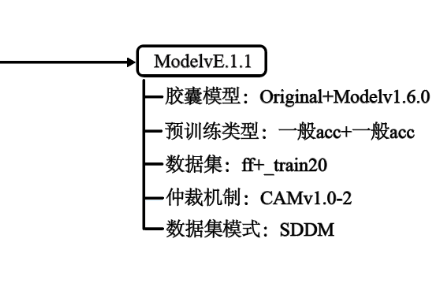 ModelvE.1.1
胶囊模型：Original+Modelv1.6.0
预训练类型：一般acc+一般acc
数据集：ff+_train20
仲裁机制：CAMv1.0-2
数据集模式：SDDM